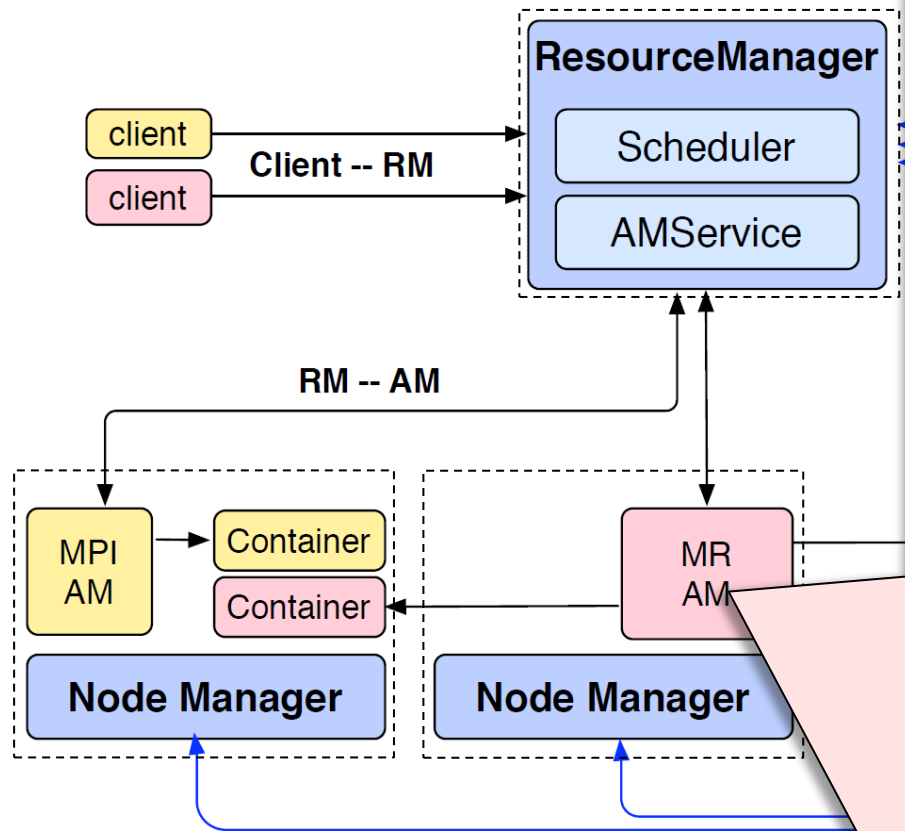 ResourceManager
client
Scheduler
Client -- RM
client
AMService
RM -- AM
MPI
AM
Container
Container
MR
AM
Node Manager
Node Manager